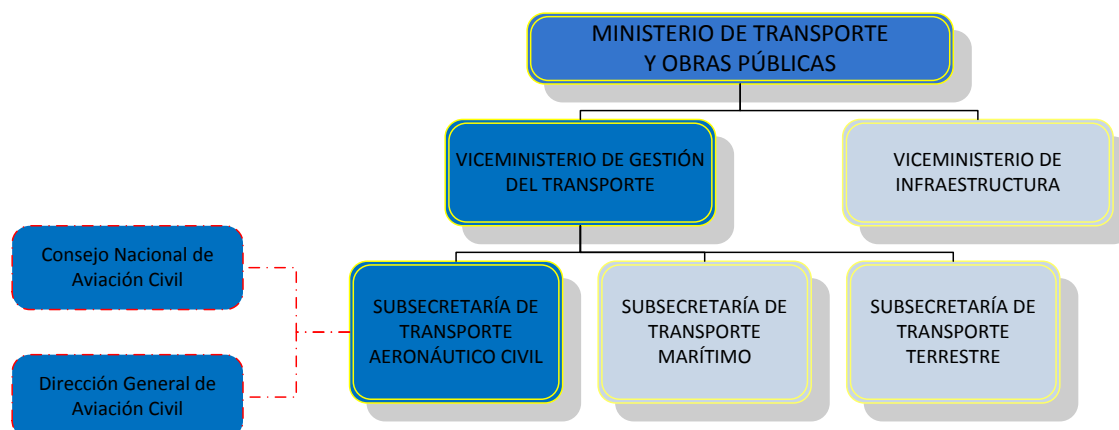 MINISTERIO DE TRANSPORTE
Y OBRAS PÚBLICAS
VICEMINISTERIO DE GESTIÓN
DEL TRANSPORTE
VICEMINISTERIO DE
INFRAESTRUCTURA
Consejo Nacional de
Aviación Civil
SUBSECRETARÍA DE
TRANSPORTE
AERONÁUTICO CIVIL
SUBSECRETARÍA DE
TRANSPORTE
MARÍTIMO
SUBSECRETARÍA DE
TRANSPORTE
TERRESTRE
Dirección General de
Aviación Civil